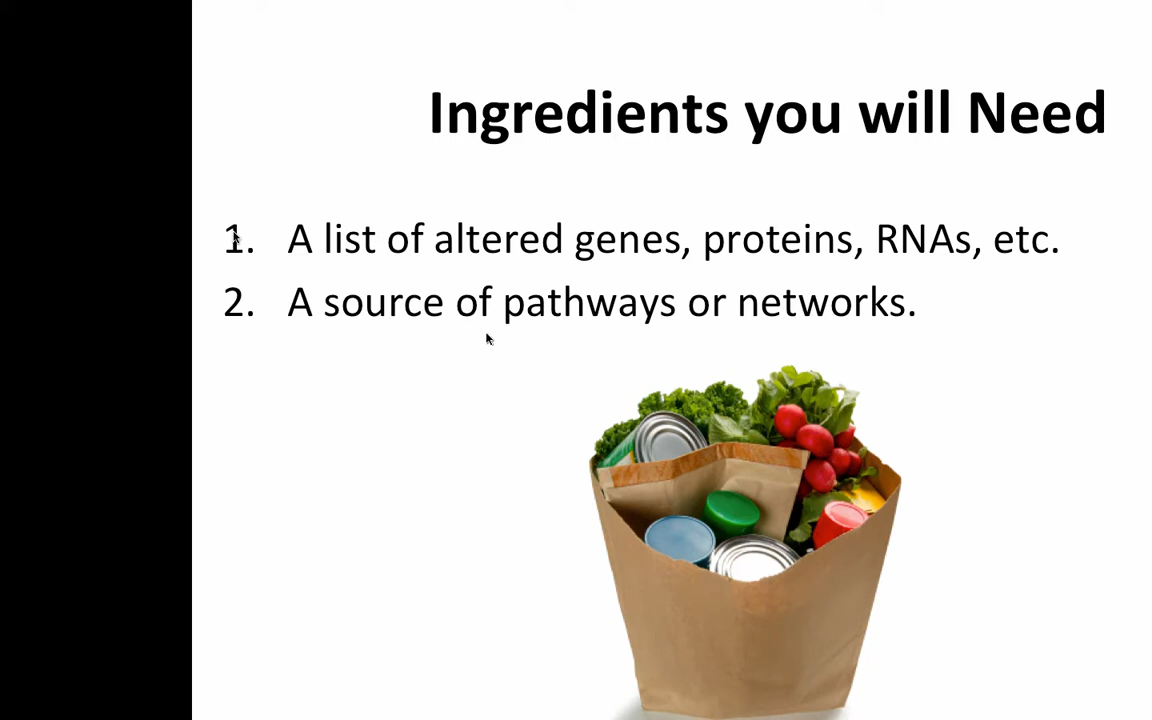 Ingredients you will Need
1. A list of altered genes, proteins, RNAs, etc.
2. A source of pathways or networks.